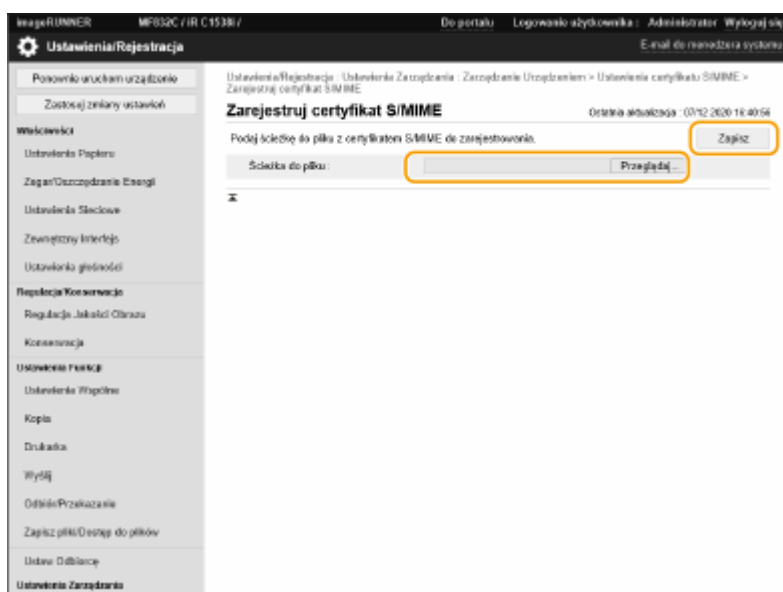 imageRUNNER MF832C / iR C1538i /
Do portalu Logowanie użytkownika : Administrator Wyloguj się
Ustawienia/Rejestracja
E-mail do menedżera systemu
Ponownie uruchom urządzenie
Zastosuj zmiany ustawień
Właściwości
Ustawienia Papieru
Zegar/Oszczędzanie Energii
Ustawienia Sieciowe
Zewnętrzny Interfejs
Ustawienia głośności
Regulacja/Konserwacja
Regulacja Jakości Obrazu
Konserwacja
Ustawienia Funkcji
Ustawienia Wspólne
Kopia
Drukarka
Wyślij
Odbiór/Przekazanie
Zapisz pliki/Dostęp do plików
Ustaw Odbiorcę
Ustawienia Zarządzania
Ustawienia/Rejestracja : Ustawienia Zarządzania : Zarządzanie Urządzeniem > Ustawienia certyfikatu S/MIME >
Zarejestruj certyfikat S/MIME
Zarejestruj certyfikat S/MIME
Ostatnia aktualizacja : 07/12 2020 16:40:56
Podaj ścieżkę do pliku z certyfikatem S/MIME do zarejestrowania.
Zapisz
Ścieżka do pliku :
Przeglądaj...